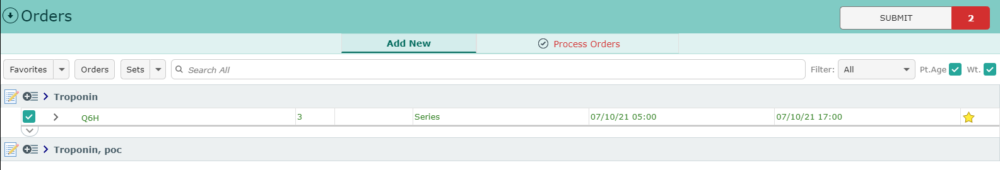 Orders SUBMIT 2
Add New Process Orders
Favorites Orders Sets Search All Filter: All Pt.Age Wt.
Troponin
Q6H 3 Series 07/10/21 05:00 07/10/21 17:00
Troponin, poc